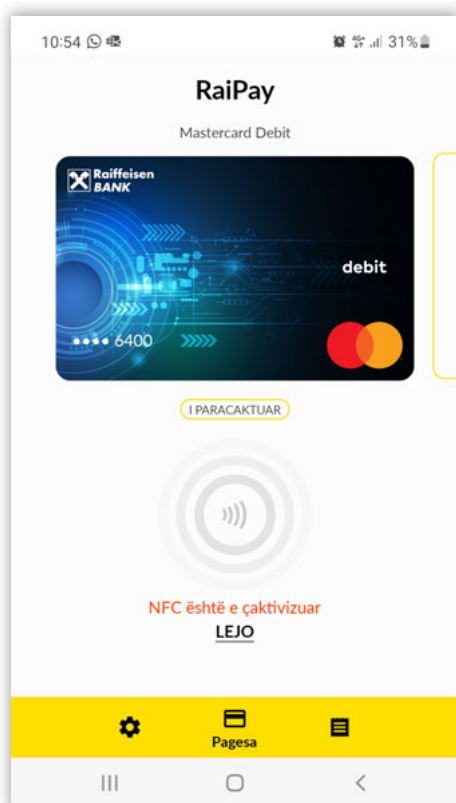 10:54 31%
RaiPay
Mastercard Debit
Raiffeisen
BANK
debit
•••• 6400
I PARACAKTUAR
NFC është e çaktivizuar
LEJO
Pagesa